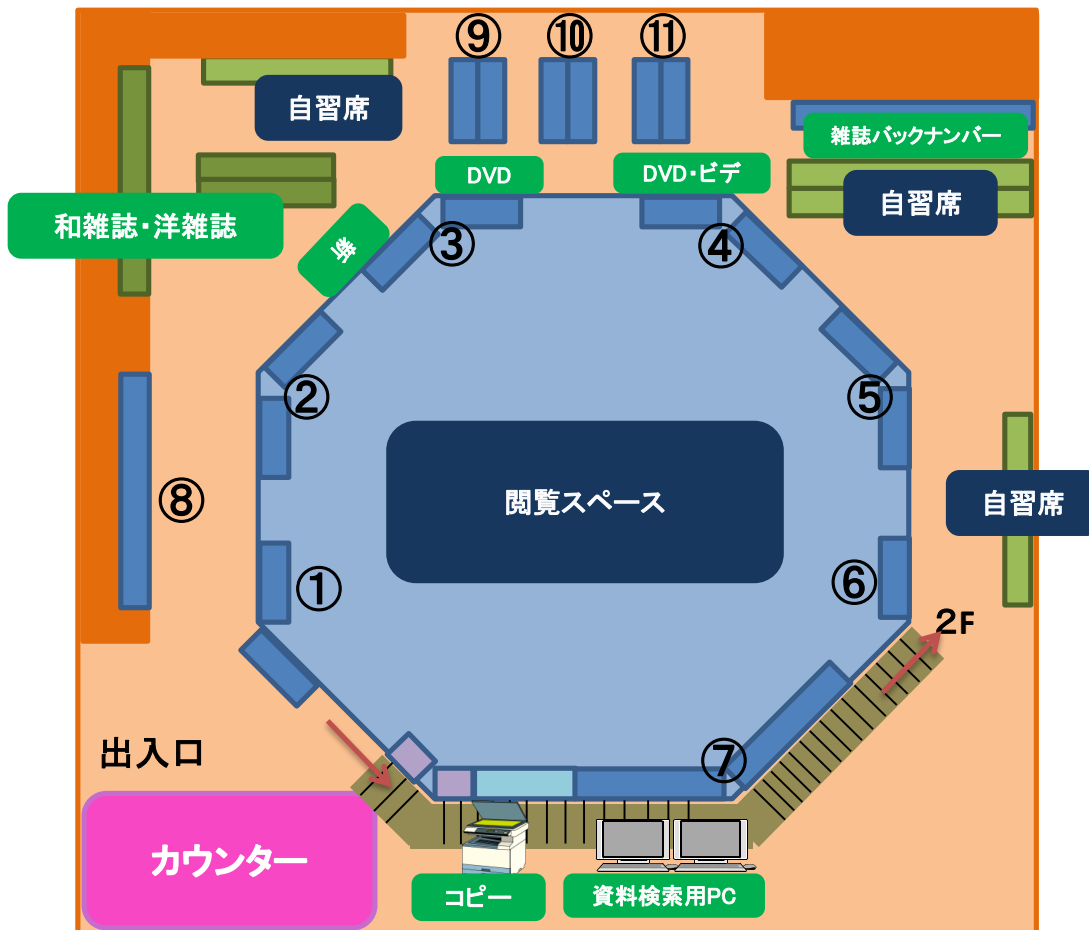 ⑨
⑩
⑪
自習席
雑誌バックナンバー
DVD
DVD・ビデ
自習席
和雑誌・洋雑誌
新
③
④
②
⑤
⑧
閲覧スペース
自習席
①
⑥
2F
出入口
⑦
カウンター
コピー
資料検索用PC